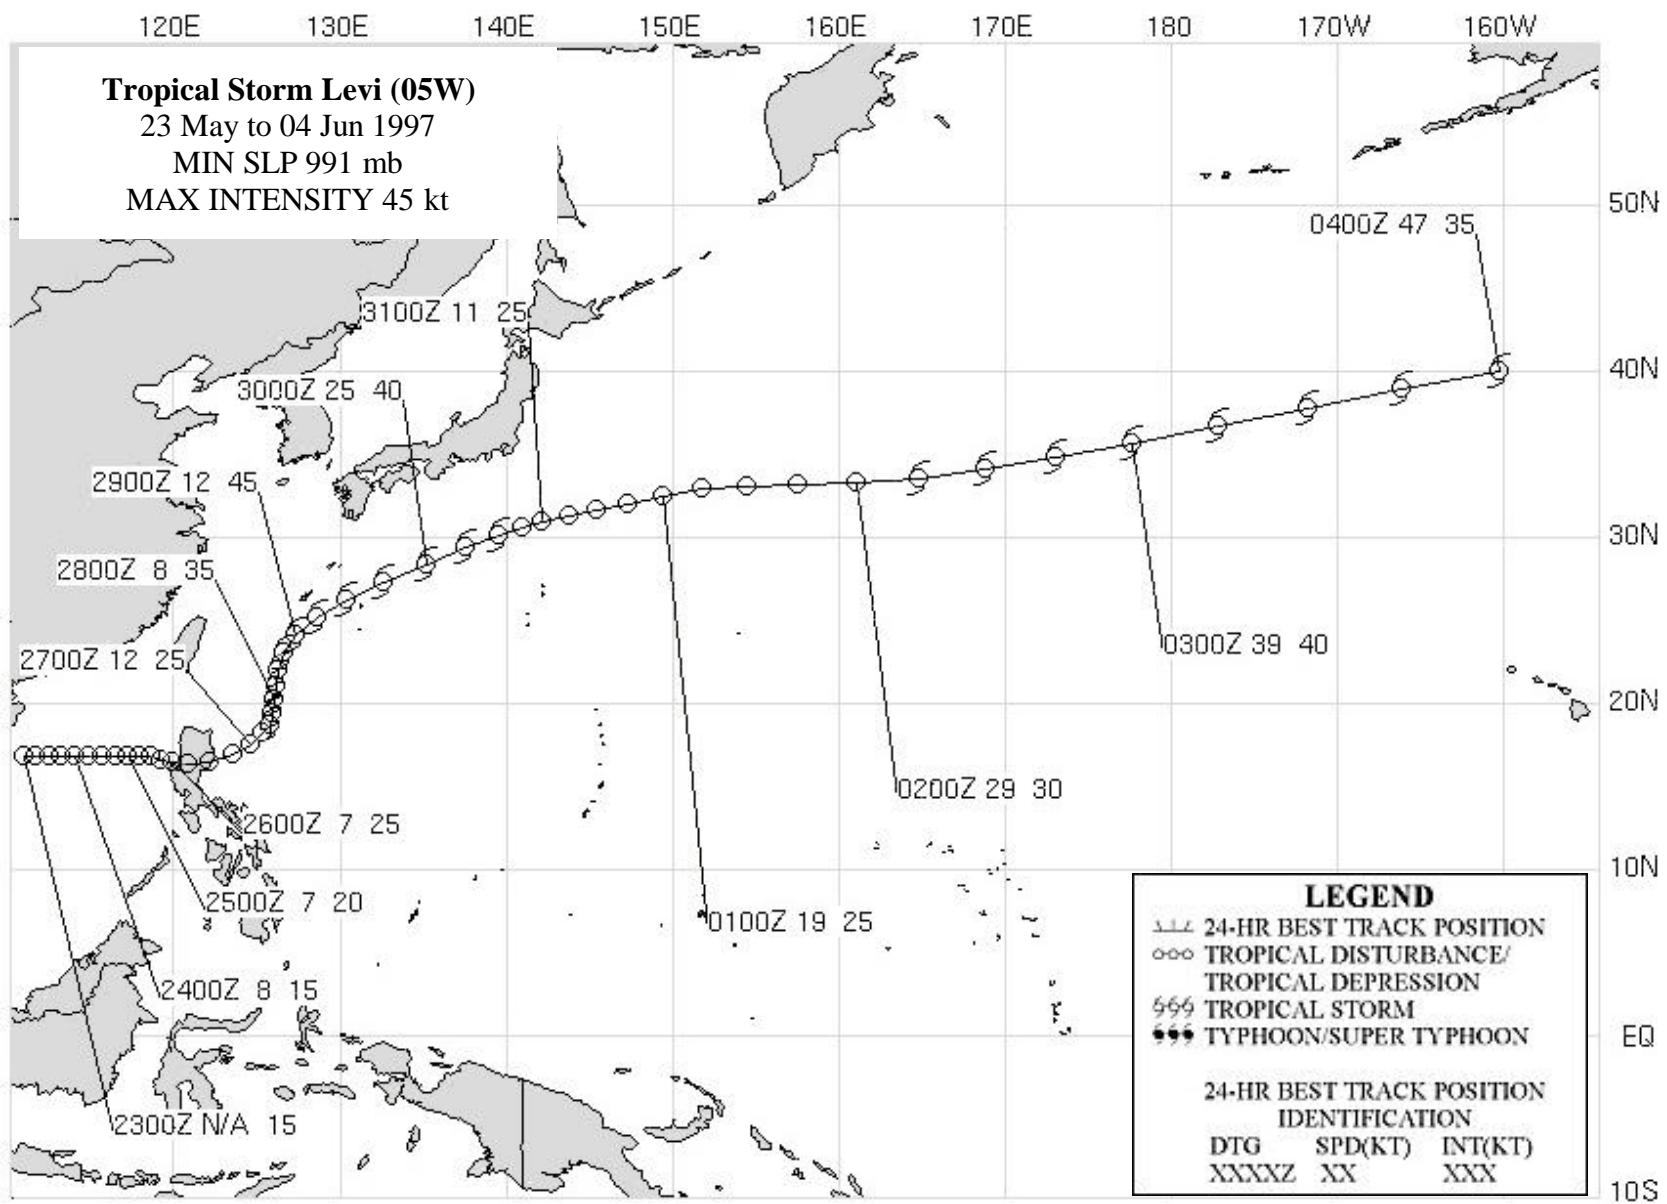 120E 130E 140E 150E 160E 170E 180 170W 160W
Tropical Storm Levi (05W)
23 May to 04 Jun 1997
MIN SLP 991 mb
MAX INTENSITY 45 kt
50N
0400Z 47 35
3100Z 11 25
40N
3000Z 25 40
2900Z 12 45
30N
2800Z 8 35
0300Z 39 40
2700Z 12 25
20N
0200Z 29 30
2600Z 7 25
10N
2500Z 7 20
0100Z 19 25
2400Z 8 15
EQ
2300Z N/A 15
10S
LEGEND
24-HR BEST TRACK POSITION
TROPICAL DISTURBANCE/
TROPICAL DEPRESSION
TROPICAL STORM
TYPHOON/SUPER TYPHOON
24-HR BEST TRACK POSITION
IDENTIFICATION
DTG SPD(KT) INT(KT)
XXXXZ XX XXX